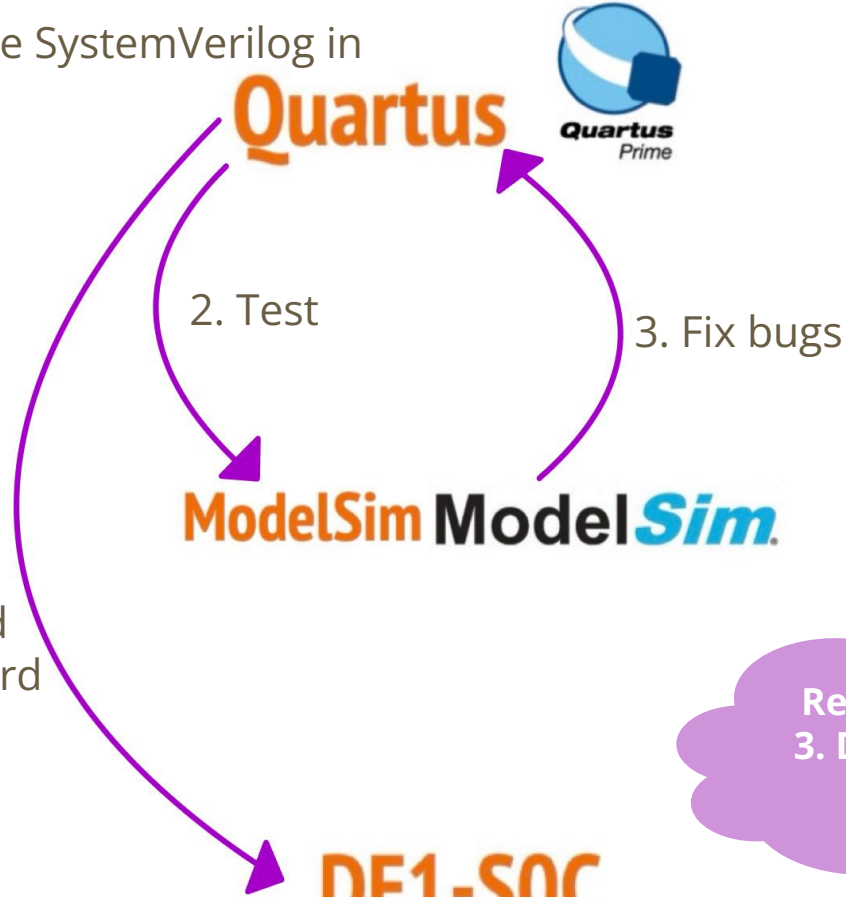 e SystemVerilog in
Quartus
Quartus
Prime
2. Test
3. Fix bugs
ModelSim ModelSim
d
rd
Re
3. D
DE1-SOC